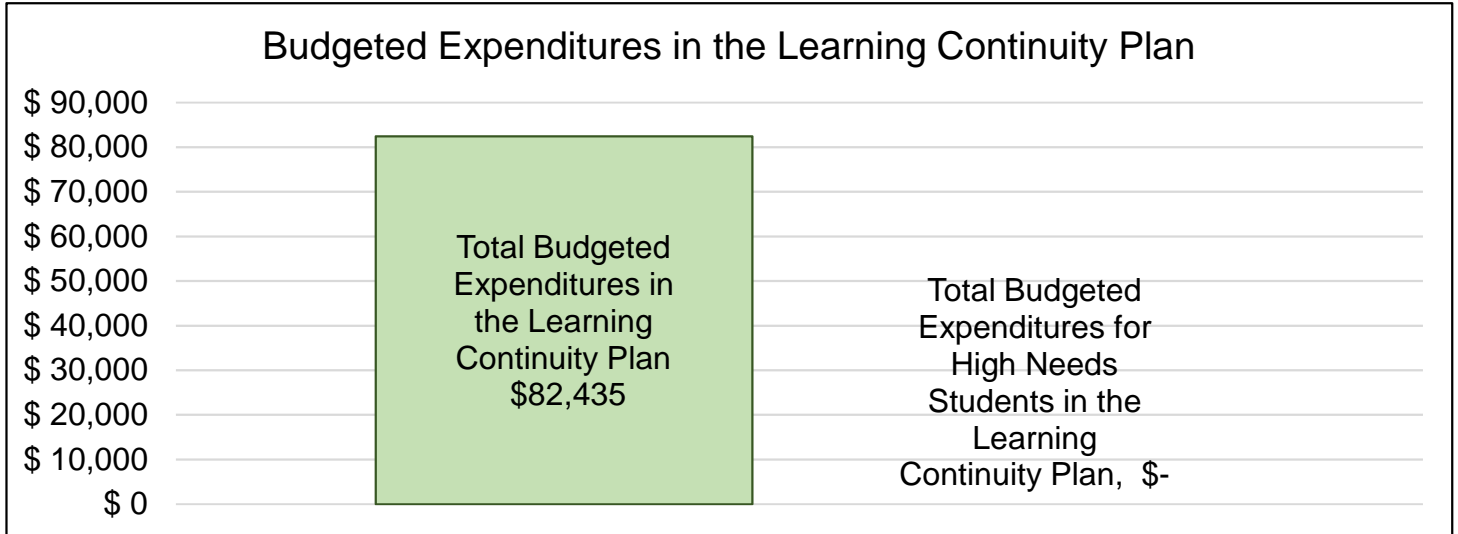 Budgeted Expenditures in the Learning Continuity Plan
$ 90,000
$ 80,000
$ 70,000
$ 60,000
$ 50,000
$ 40,000
$ 30,000
$ 20,000
$ 10,000
$ 0
Total Budgeted
Expenditures in
the Learning
Continuity Plan
$82,435
Total Budgeted
Expenditures for
High Needs
Students in the
Learning
Continuity Plan, $-